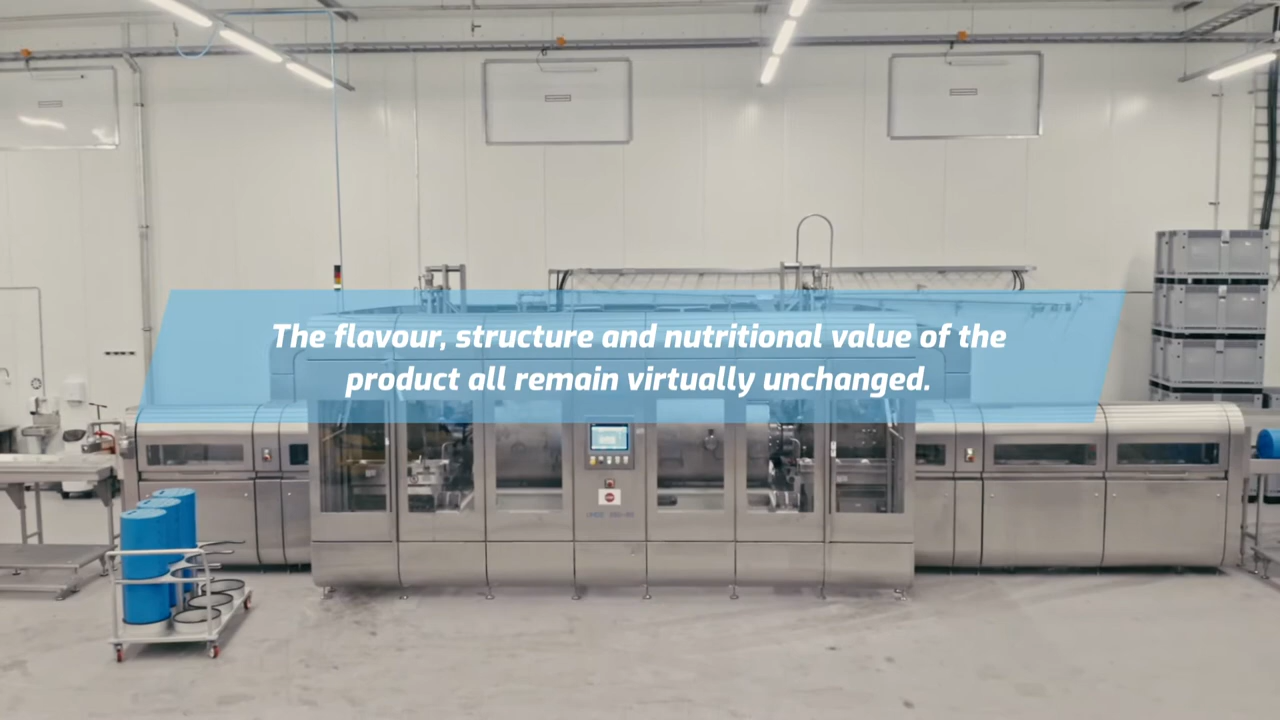 The flavour, structure and nutritional value of the
product all remain virtually unchanged.